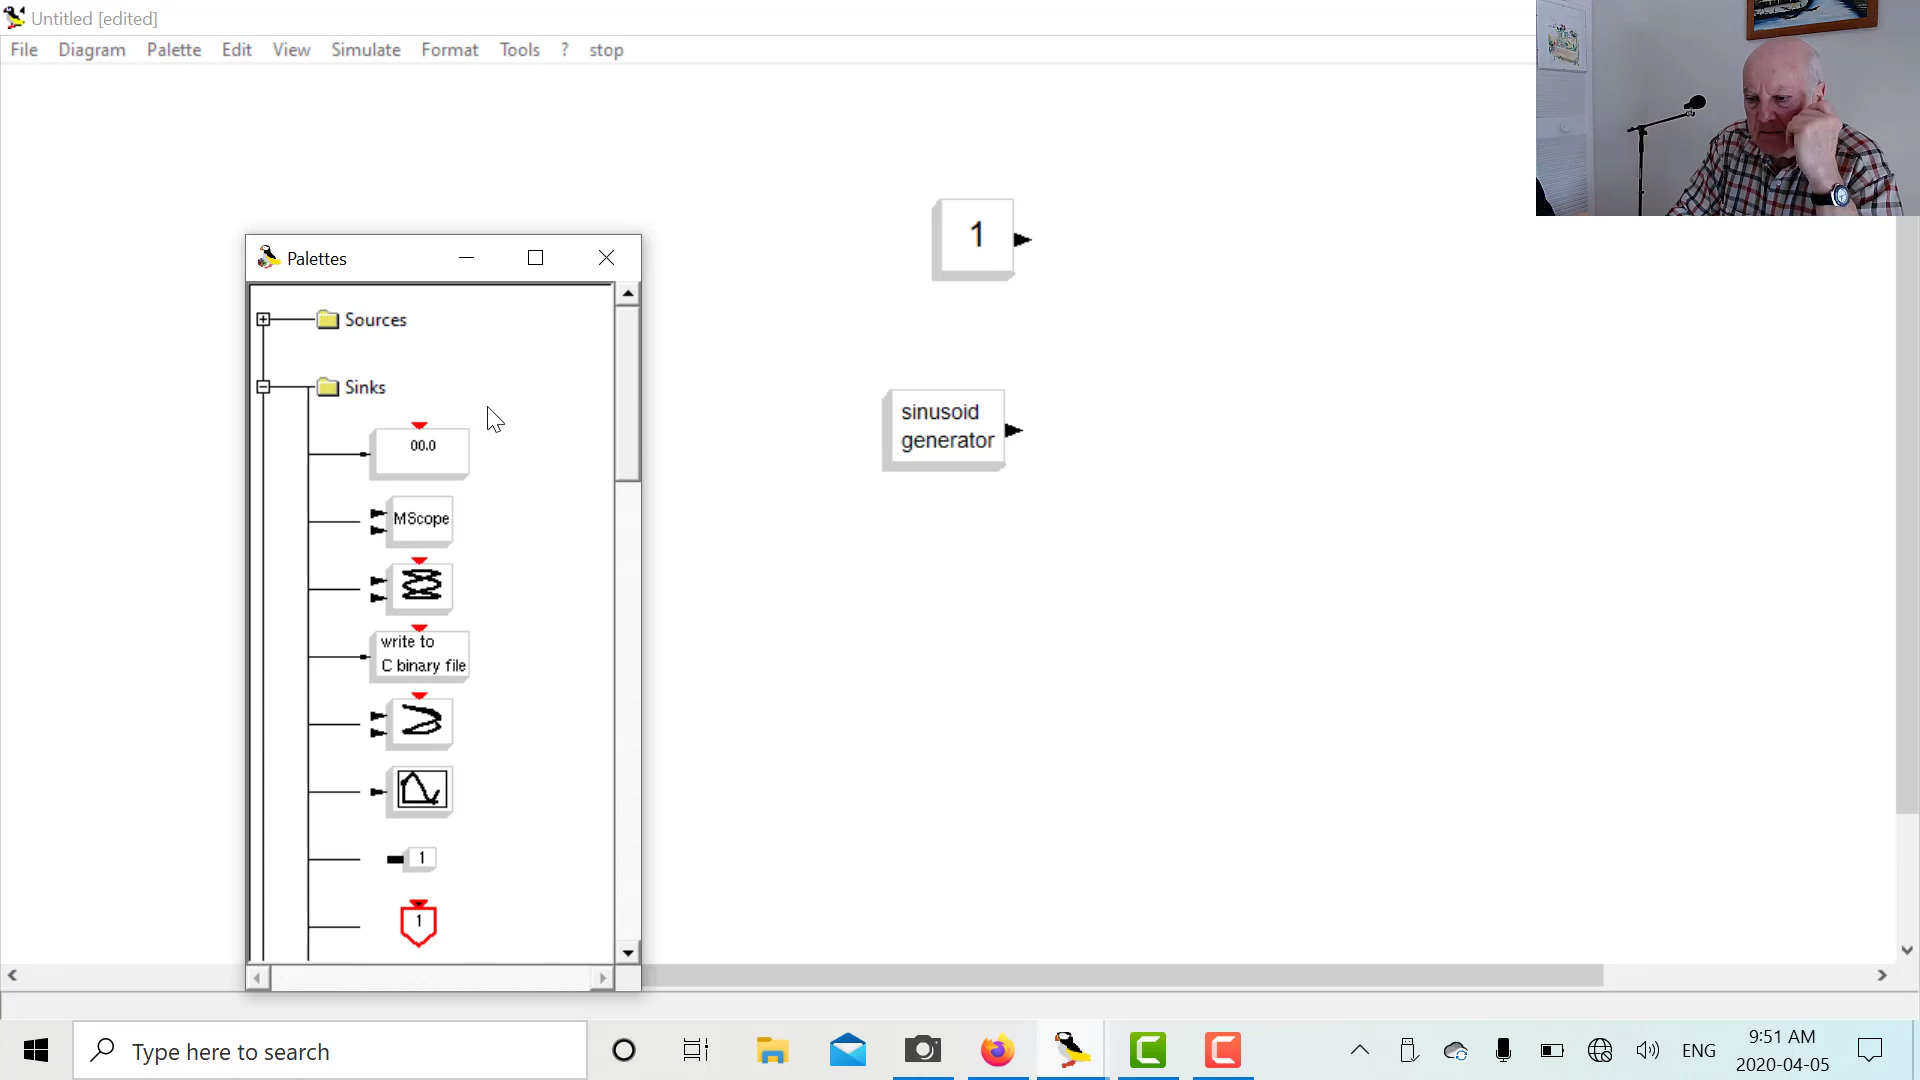 Untitled [edited]
File Diagram Palette Edit View Simulate Format Tools ? stop
1
Palettes
Sources
Sinks
00.0
sinusoid
generator
MScope
write to
C binary file
1
1
Type here to search
ENG
9:51 AM
2020-04-05